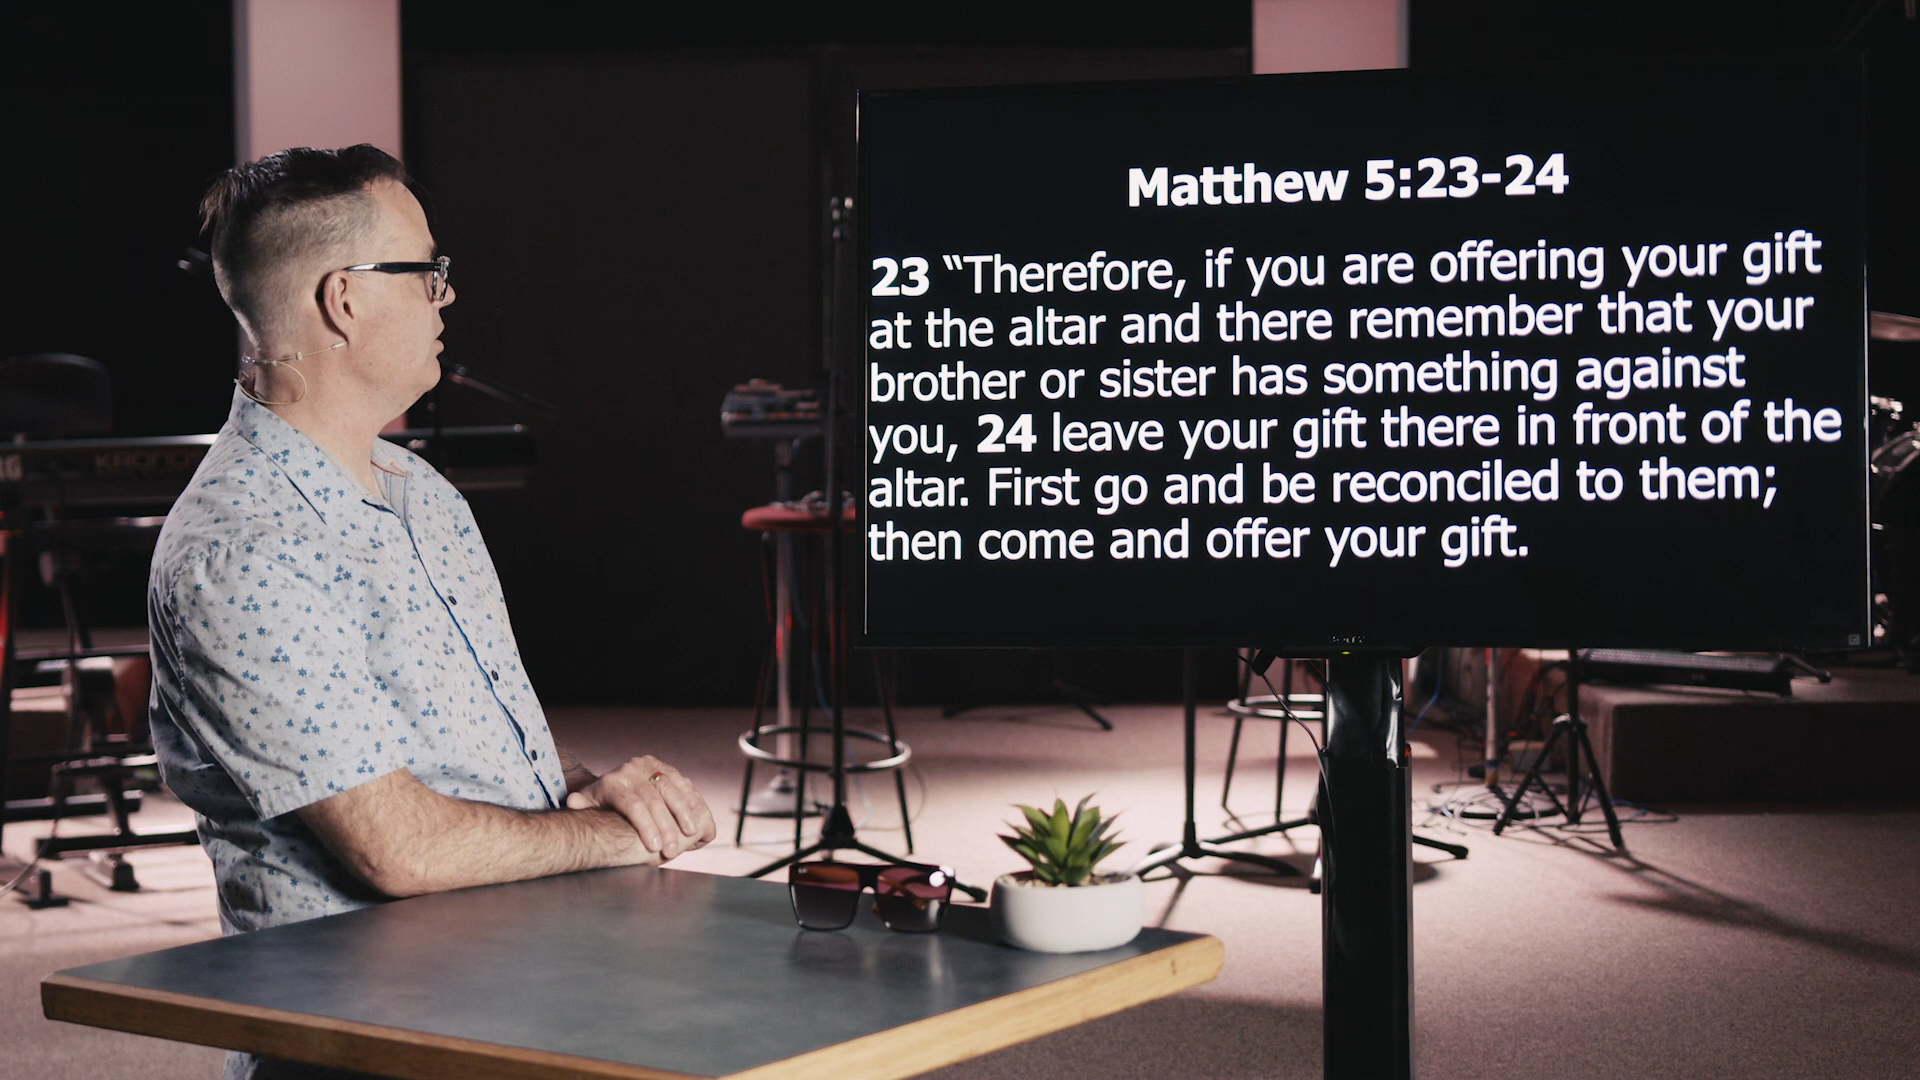 Matthew 5:23-24
23 “Therefore, if you are offering your gift
at the altar and there remember that your
brother or sister has something against
you, 24 leave your gift there in front of the
altar. First go and be reconciled to them;
then come and offer your gift.
SONY
KRONOS